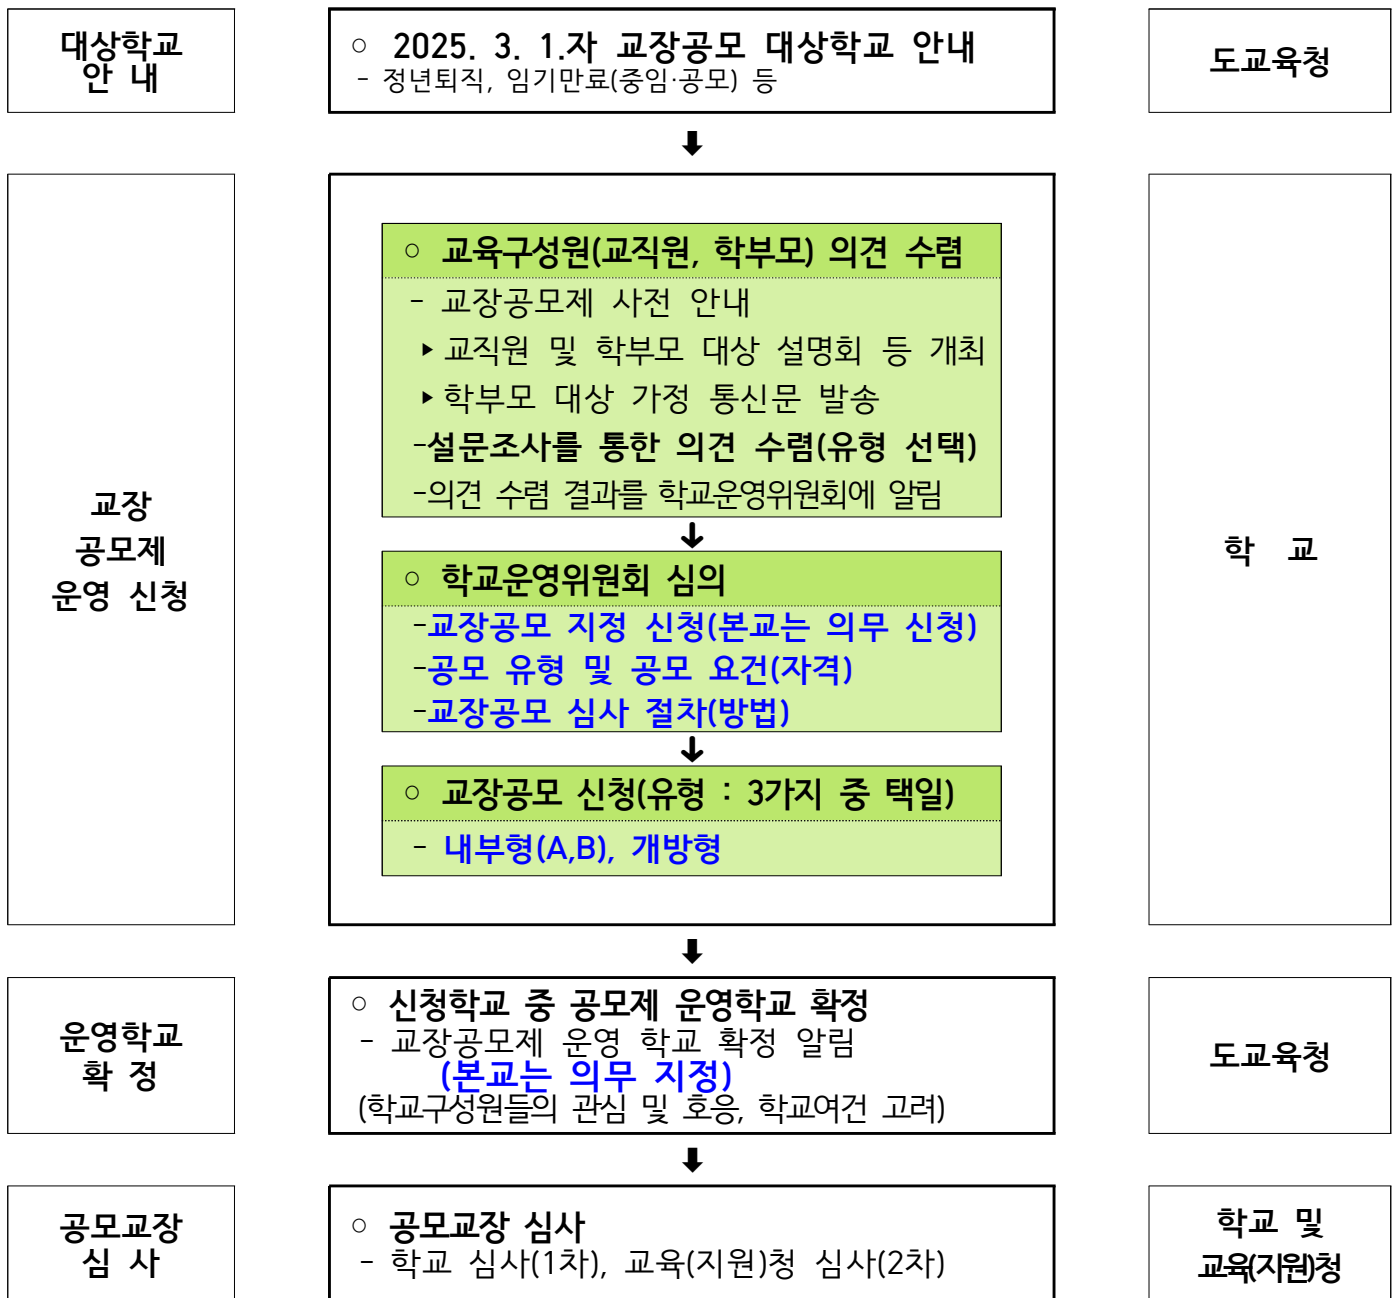 대상학교
안 내
○ 2025. 3. 1.자 교장공모 대상학교 안내
- 정년퇴직, 임기만료(중임·공모) 등
도교육청
교장
공모제
운영 신청
○ 교육구성원(교직원, 학부모) 의견 수렴
- 교장공모제 사전 안내
▸교직원 및 학부모 대상 설명회 등 개최
▸학부모 대상 가정 통신문 발송
-설문조사를 통한 의견 수렴(유형 선택)
-의견 수렴 결과를 학교운영위원회에 알림
○ 학교운영위원회 심의
-교장공모 지정 신청(본교는 의무 신청)
-공모 유형 및 공모 요건(자격)
-교장공모 심사 절차(방법)
○ 교장공모 신청(유형 : 3가지 중 택일)
- 내부형(A,B), 개방형
학 교
운영학교
확 정
○ 신청학교 중 공모제 운영학교 확정
- 교장공모제 운영 학교 확정 알림
(본교는 의무 지정)
(학교구성원들의 관심 및 호응, 학교여건 고려)
도교육청
공모교장
심 사
○ 공모교장 심사
- 학교 심사(1차), 교육(지원)청 심사(2차)
학교 및
교육(지원)청